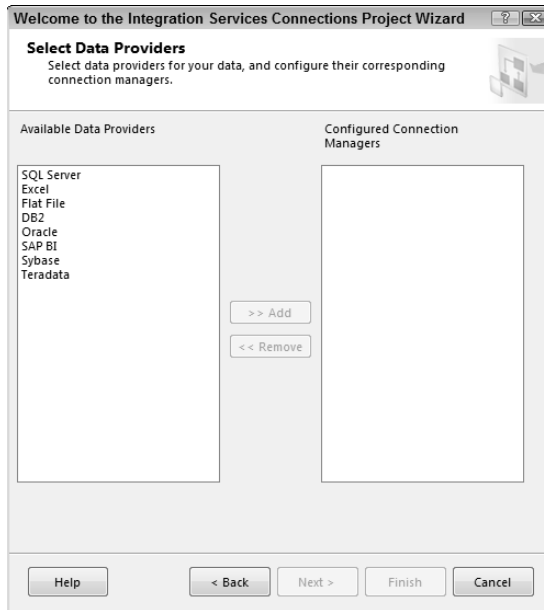 Welcome to the Integration Services Connections Project Wizard
?
Select Data Providers
Select data providers for your data, and configure their corresponding
connection managers.
Available Data Providers
Configured Connection
Managers
SQL Server
Excel
Flat File
DB2
Oracle
SAP BI
Sybase
Teradata
>> Add
<< Remove
Help
< Back
Next >
Finish
Cancel